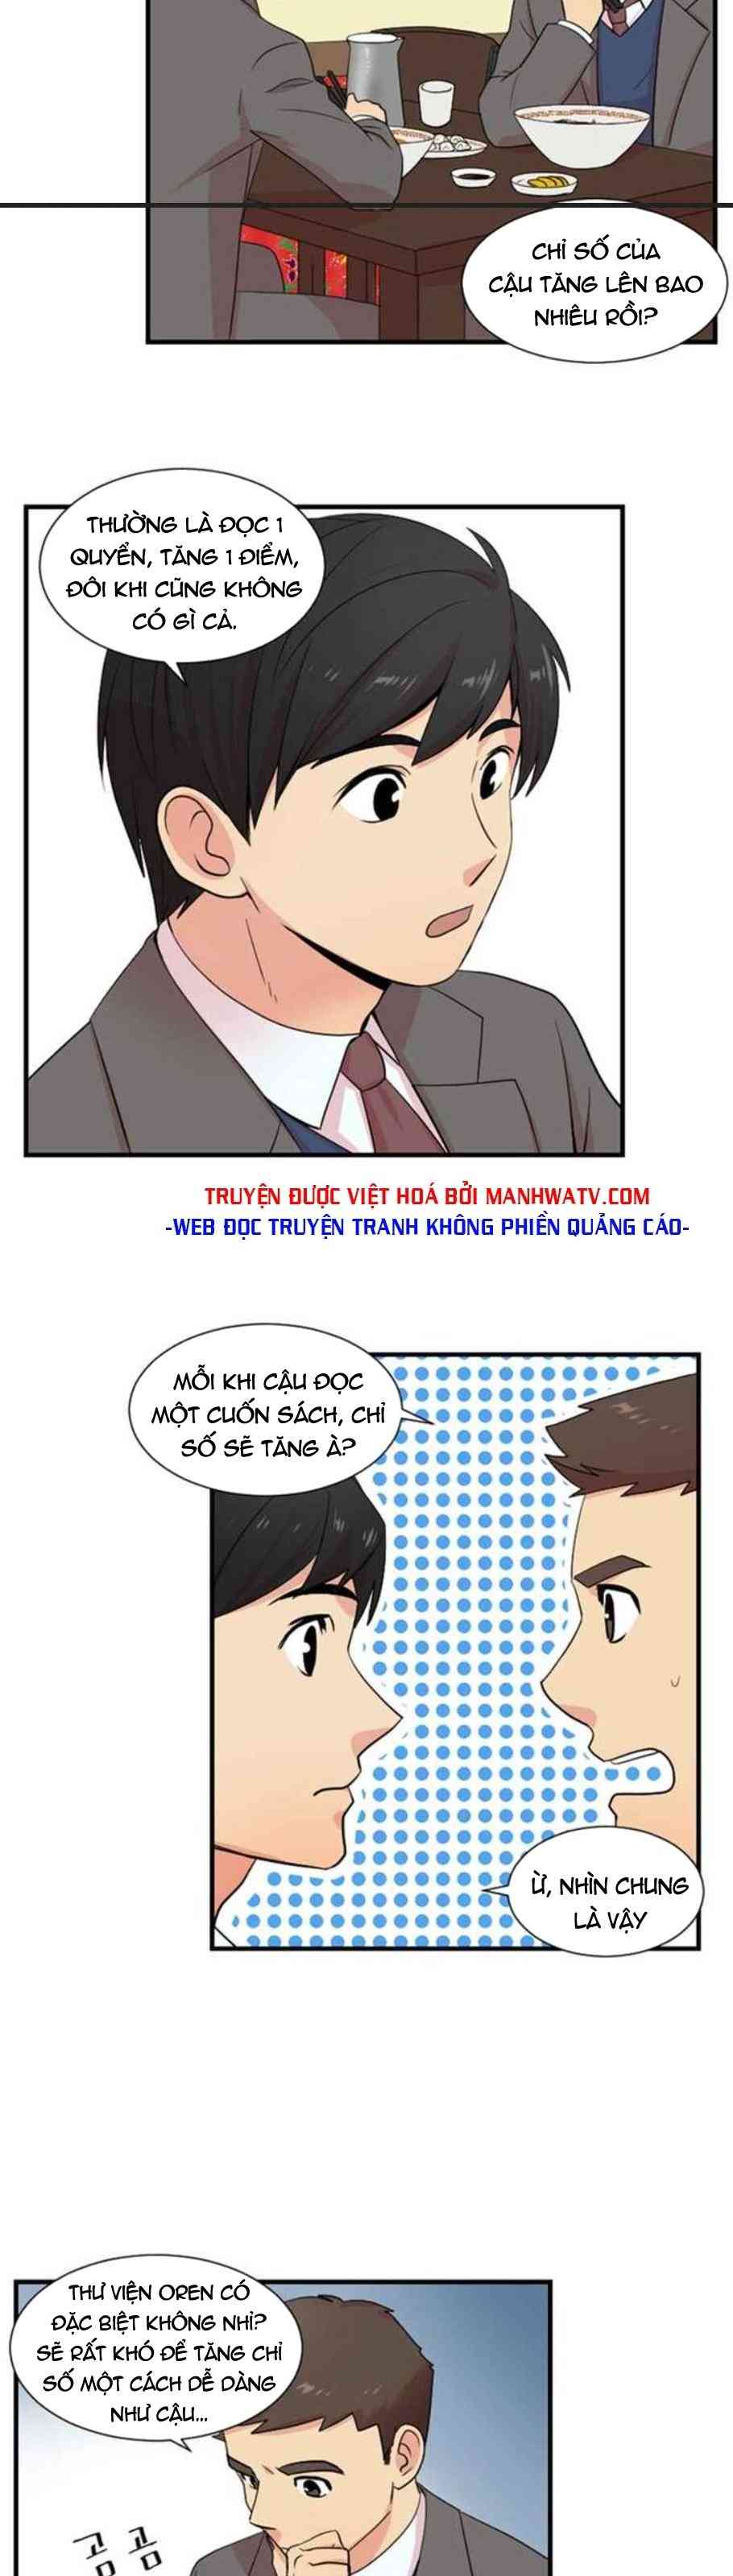 CHỈ SỐ CỦA
CẬU TĂNG LÊN BAO
NHIÊU RỒI?
THƯỜNG LÀ ĐỌC 1
QUYỂN, TĂNG 1 ĐIỂM,
ĐÔI KHI CŨNG KHÔNG
CÓ GÌ CẢ.
TRUYỆN ĐƯỢC VIỆT HOÁ BỞI MANHWATV.COM
-WEB ĐỌC TRUYỆN TRANH KHÔNG PHIỀN QUẢNG CÁO-
MỖI KHI CẬU ĐỌC
MỘT CUỐN SÁCH, CHỈ
SỐ SẼ TĂNG À?
Ừ, NHÌN CHUNG
LÀ VẬY
THƯ VIỆN OREN CÓ
ĐẶC BIỆT KHÔNG NHỈ?
SẼ RẤT KHÓ ĐỂ TĂNG CHỈ
SỐ MỘT CÁCH DỄ DÀNG
NHƯ CẬU...
곰곰